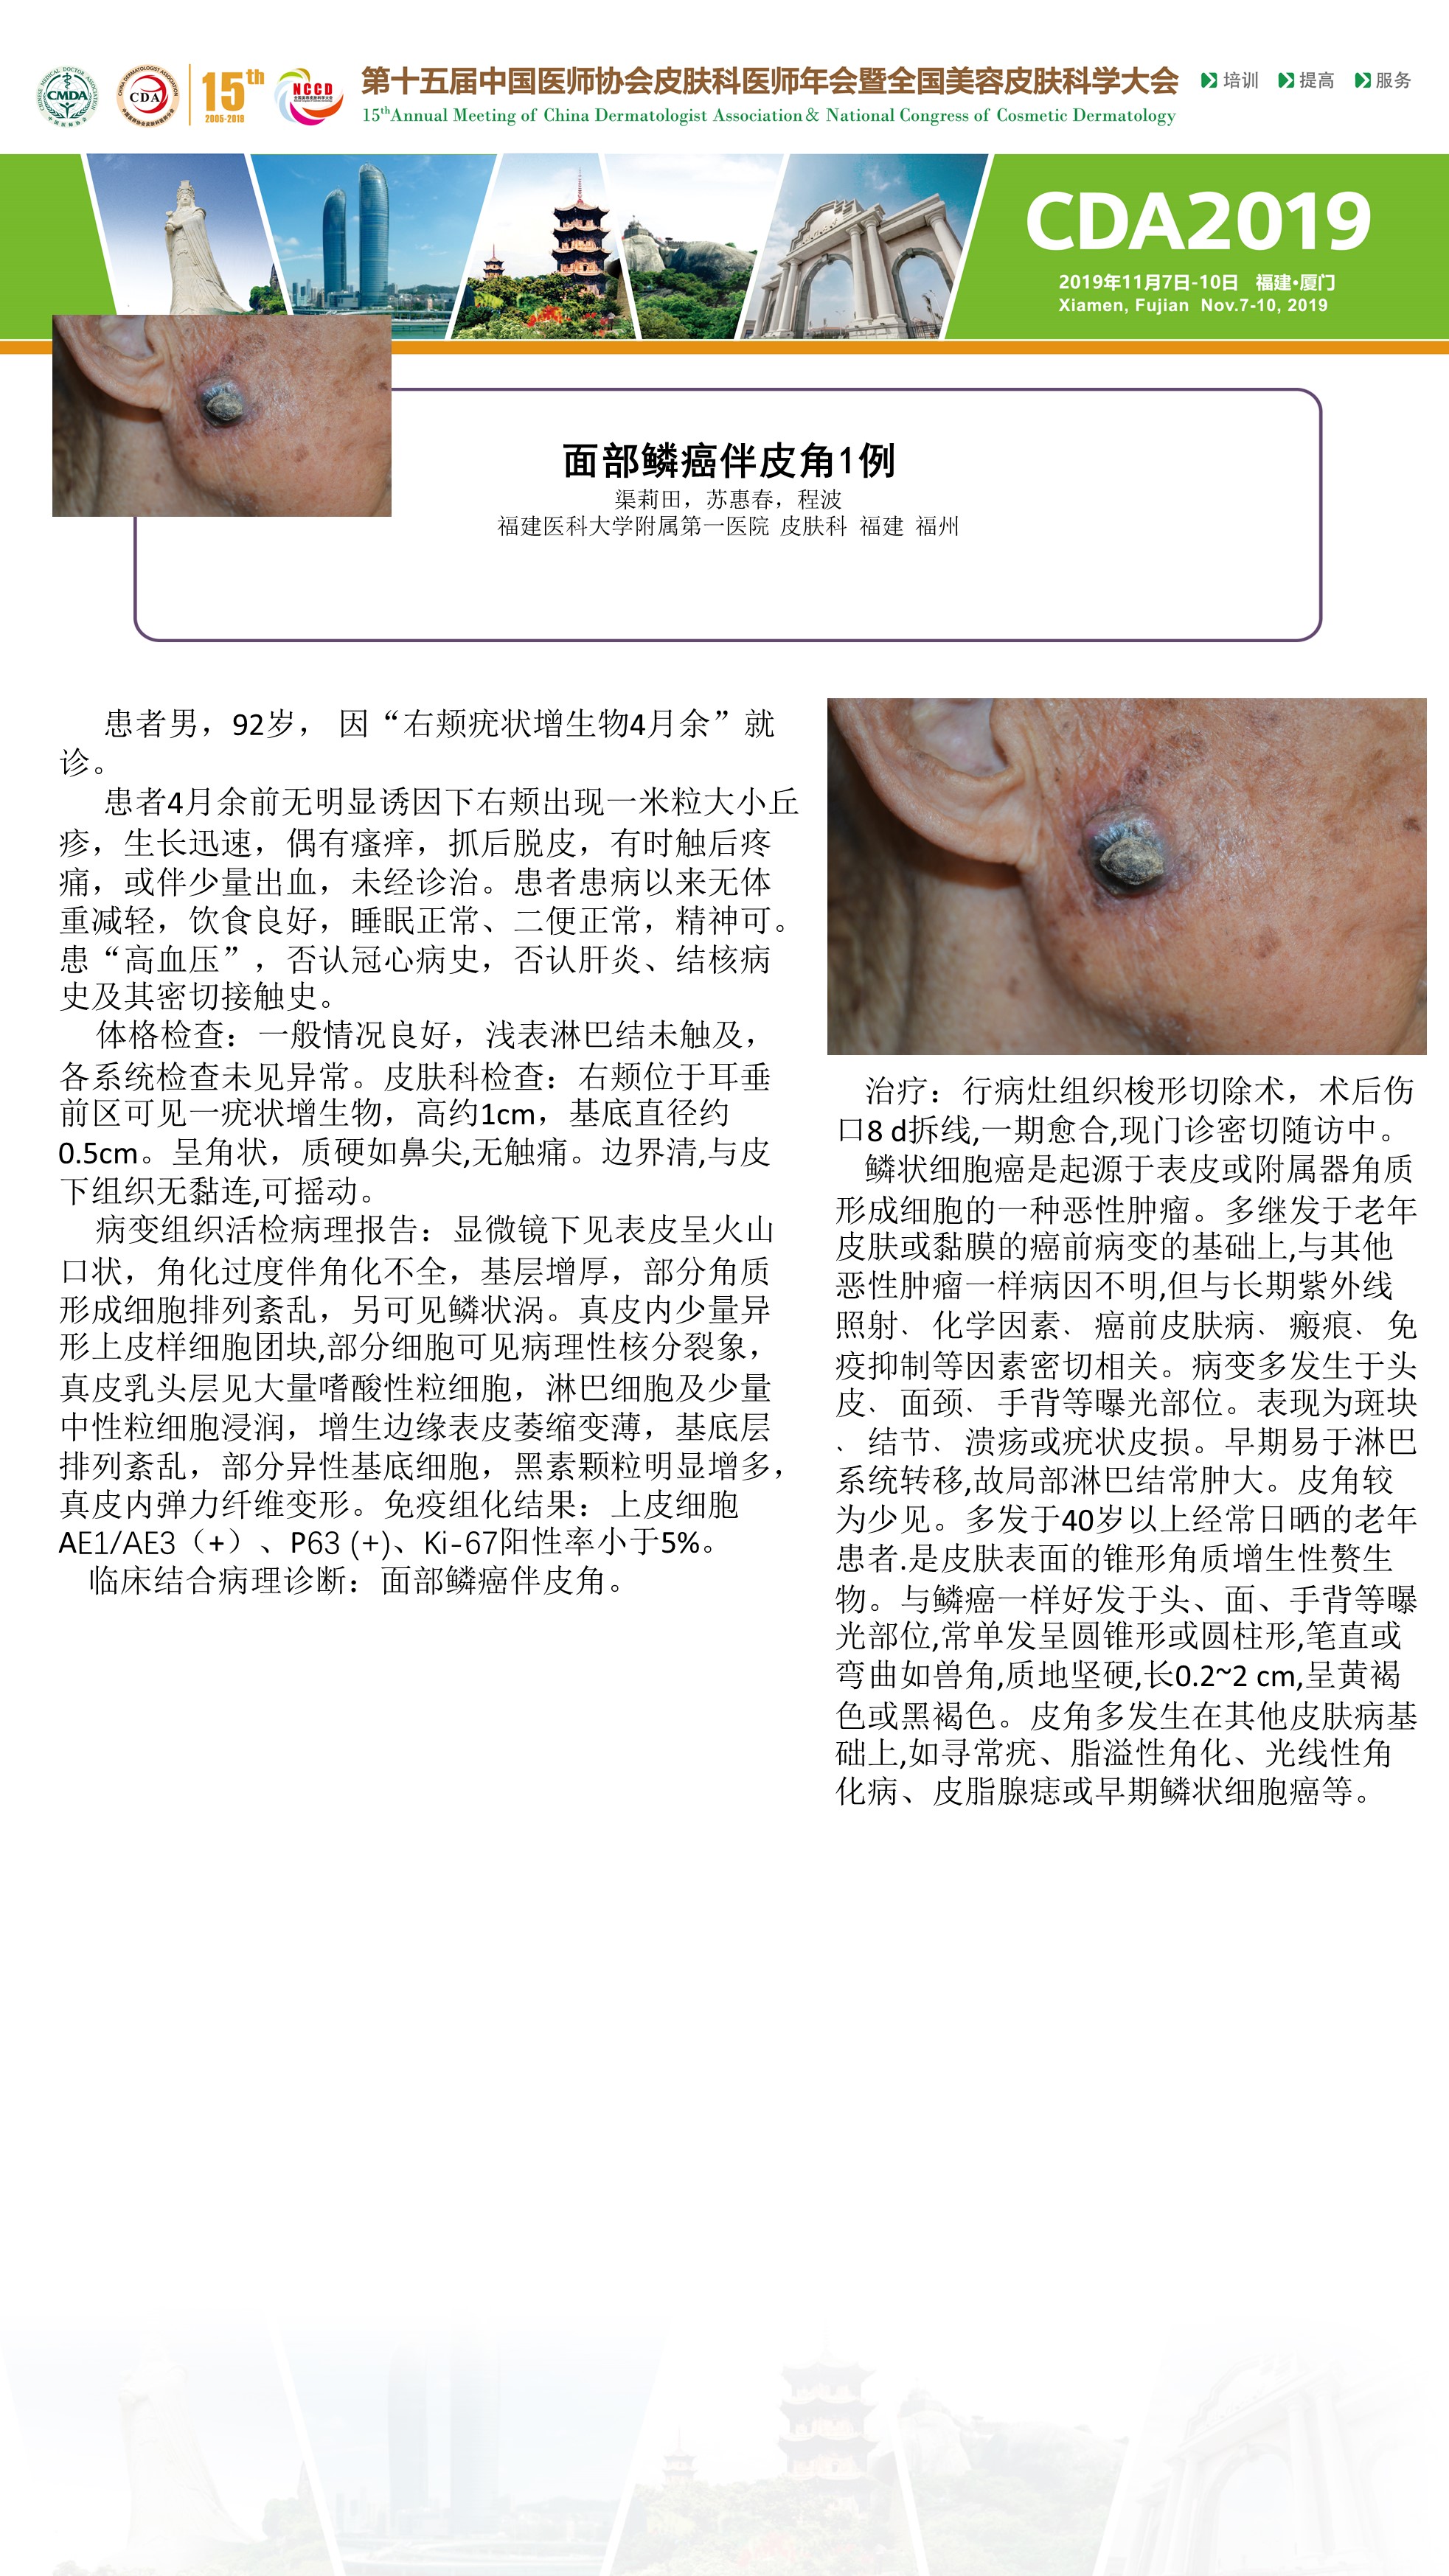 CMDA
CDA
15th
2005-2019
NCCD
第十五届中国医师协会皮肤科医师年会暨全国美容皮肤科学大会
15thAnnual Meeting of China Dermatologist Association& National Congress of Cosmetic Dermatology
培训 提高 服务
CDA2019
2019年11月7日-10日 福建·厦门
Xiamen, Fujian Nov.7-10, 2019
面部鳞癌伴皮角1例
渠莉田，苏惠春，程波
福建医科大学附属第一医院 皮肤科 福建 福州
患者男，92岁， 因“右颊疣状增生物4月余”就
诊。
患者4月余前无明显诱因下右颊出现一米粒大小丘
疹，生长迅速，偶有瘙痒，抓后脱皮，有时触后疼
痛，或伴少量出血，未经诊治。患者患病以来无体
重减轻，饮食良好，睡眠正常、二便正常，精神可。
患“高血压”，否认冠心病史，否认肝炎、结核病
史及其密切接触史。
体格检查：一般情况良好，浅表淋巴结未触及，
各系统检查未见异常。皮肤科检查：右颊位于耳垂
前区可见一疣状增生物，高约1cm，基底直径约
0.5cm。呈角状，质硬如鼻尖,无触痛。边界清,与皮
下组织无黏连,可摇动。
病变组织活检病理报告：显微镜下见表皮呈火山
口状，角化过度伴角化不全，基层增厚，部分角质
形成细胞排列紊乱，另可见鳞状涡。真皮内少量异
形上皮样细胞团块,部分细胞可见病理性核分裂象，
真皮乳头层见大量嗜酸性粒细胞，淋巴细胞及少量
中性粒细胞浸润，增生边缘表皮萎缩变薄，基底层
排列紊乱，部分异性基底细胞，黑素颗粒明显增多，
真皮内弹力纤维变形。免疫组化结果：上皮细胞
AE1/AE3（+）、P63 (+)、Ki-67阳性率小于5%。
临床结合病理诊断：面部鳞癌伴皮角。
治疗：行病灶组织梭形切除术，术后伤
口8 d拆线,一期愈合,现门诊密切随访中。
鳞状细胞癌是起源于表皮或附属器角质
形成细胞的一种恶性肿瘤。多继发于老年
皮肤或黏膜的癌前病变的基础上,与其他
恶性肿瘤一样病因不明,但与长期紫外线
照射﹑化学因素﹑癌前皮肤病﹑瘢痕﹑免
疫抑制等因素密切相关。病变多发生于头
皮﹑面颈﹑手背等曝光部位。表现为斑块
﹑结节﹑溃疡或疣状皮损。早期易于淋巴
系统转移,故局部淋巴结常肿大。皮角较
为少见。多发于40岁以上经常日晒的老年
患者.是皮肤表面的锥形角质增生性赘生
物。与鳞癌一样好发于头、面、手背等曝
光部位,常单发呈圆锥形或圆柱形,笔直或
弯曲如兽角,质地坚硬,长0.2~2 cm,呈黄褐
色或黑褐色。皮角多发生在其他皮肤病基
础上,如寻常疣、脂溢性角化、光线性角
化病、皮脂腺痣或早期鳞状细胞癌等。